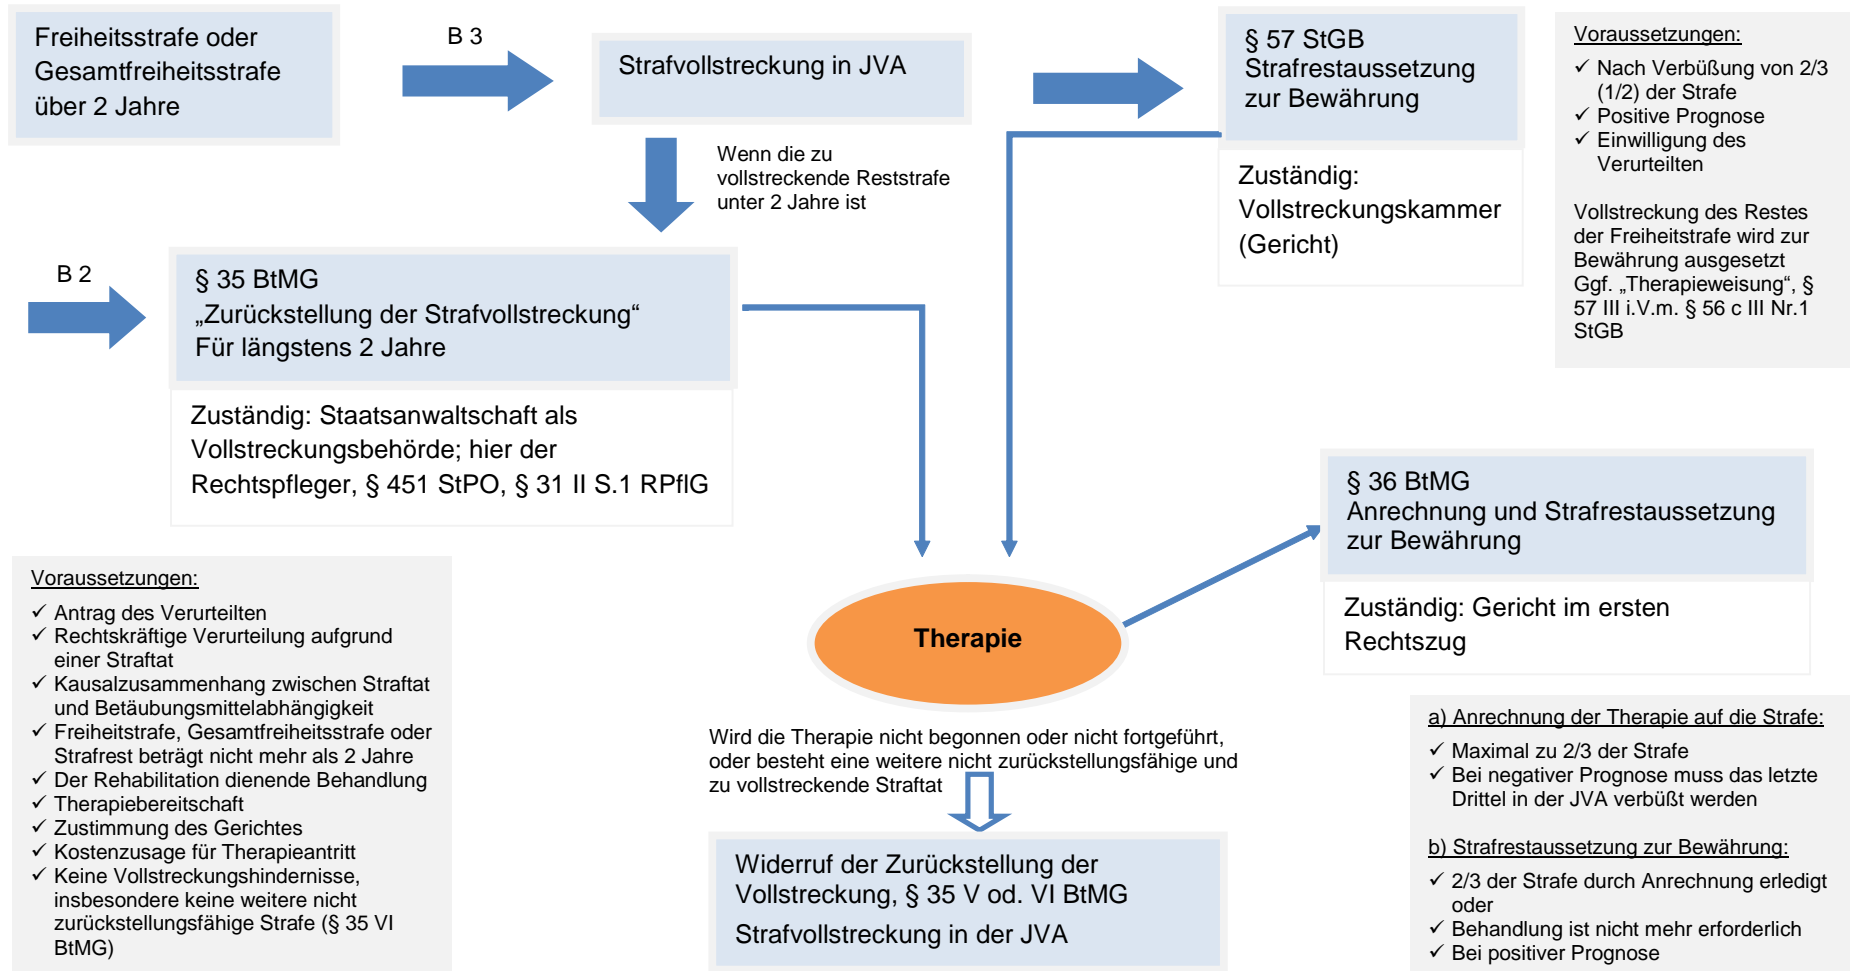 Freiheitsstrafe oder
Gesamtfreiheitsstrafe
über 2 Jahre
B 3
Strafvollstreckung in JVA
§ 57 StGB
Strafrestaussetzung
zur Bewährung
Zuständig:
Vollstreckungskammer
(Gericht)
Voraussetzungen:
✓ Nach Verbüßung von 2/3
(1/2) der Strafe
✓ Positive Prognose
✓ Einwilligung des
Verurteilten
Vollstreckung des Restes
der Freiheitstrafe wird zur
Bewährung ausgesetzt
Ggf. „Therapieweisung“, §
57 III i.V.m. § 56 c III Nr.1
StGB
Wenn die zu
vollstreckende Reststrafe
unter 2 Jahre ist
B 2
§ 35 BtMG
„Zurückstellung der Strafvollstreckung“
Für längstens 2 Jahre
Zuständig: Staatsanwaltschaft als
Vollstreckungsbehörde; hier der
Rechtspfleger, § 451 StPO, § 31 II S.1 RPflG
§ 36 BtMG
Anrechnung und Strafrestaussetzung
zur Bewährung
Zuständig: Gericht im ersten
Rechtszug
Voraussetzungen:
✓ Antrag des Verurteilten
✓ Rechtskräftige Verurteilung aufgrund
einer Straftat
✓ Kausalzusammenhang zwischen Straftat
und Betäubungsmittelabhängigkeit
✓ Freiheitstrafe, Gesamtfreiheitsstrafe oder
Strafrest beträgt nicht mehr als 2 Jahre
✓ Der Rehabilitation dienende Behandlung
✓ Therapiebereitschaft
✓ Zustimmung des Gerichtes
✓ Kostenzusage für Therapieantritt
✓ Keine Vollstreckungshindernisse,
insbesondere keine weitere nicht
zurückstellungsfähige Strafe (§ 35 VI
BtMG)
Therapie
Wird die Therapie nicht begonnen oder nicht fortgeführt,
oder besteht eine weitere nicht zurückstellungsfähige und
zu vollstreckende Straftat
Widerruf der Zurückstellung der
Vollstreckung, § 35 V od. VI BtMG
Strafvollstreckung in der JVA
a) Anrechnung der Therapie auf die Strafe:
✓ Maximal zu 2/3 der Strafe
✓ Bei negativer Prognose muss das letzte
Drittel in der JVA verbüßt werden
b) Strafrestaussetzung zur Bewährung:
✓ 2/3 der Strafe durch Anrechnung erledigt
oder
✓ Behandlung ist nicht mehr erforderlich
✓ Bei positiver Prognose